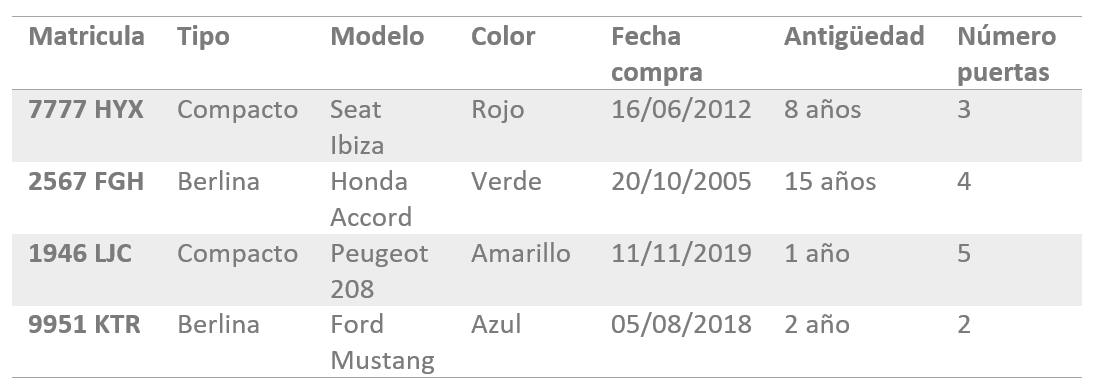 Matricula Tipo Modelo Color Fecha compra Antigüedad Número puertas
7777 HYX Compacto Seat Ibiza Rojo 16/06/2012 8 años 3
2567 FGH Berlina Honda Accord Verde 20/10/2005 15 años 4
1946 LJC Compacto Peugeot 208 Amarillo 11/11/2019 1 año 5
9951 KTR Berlina Ford Mustang Azul 05/08/2018 2 año 2